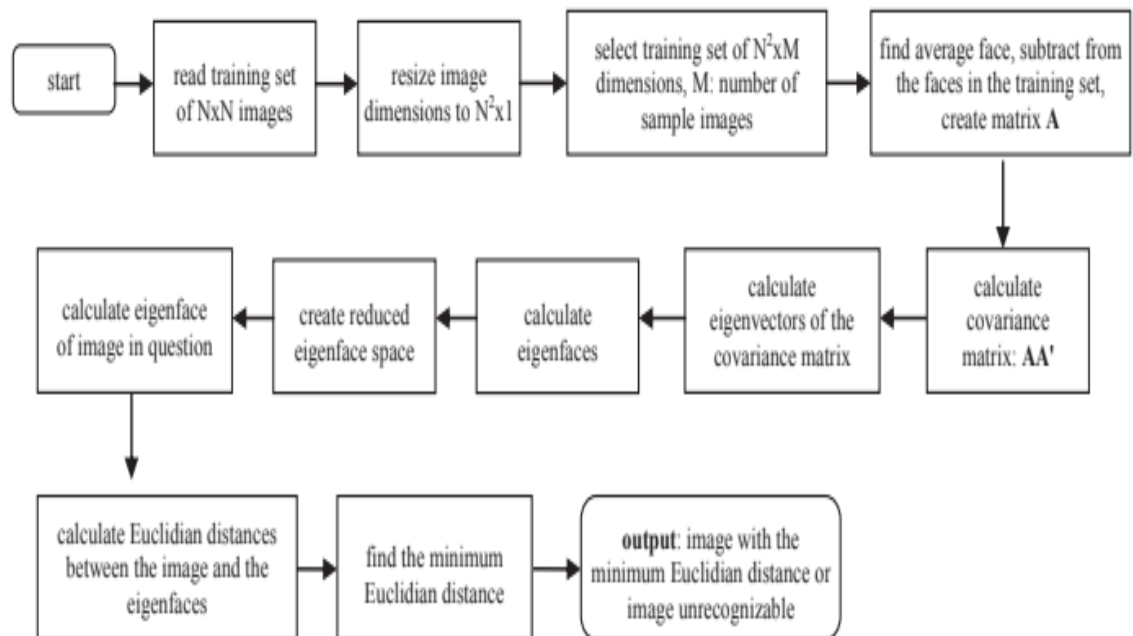 start
read training set
of NxN images
resize image
dimensions to N²x1
select training set of N²xM
dimensions, M: number of
sample images
find average face, subtract from
the faces in the training set,
create matrix A
calculate
covariance
matrix: AA'
calculate
eigenvectors of the
covariance matrix
calculate
eigenfaces
create reduced
eigenface space
calculate eigenface
of image in question
calculate Euclidian distances
between the image and the
eigenfaces
find the minimum
Euclidian distance
output: image with the
minimum Euclidian distance or
image unrecognizable